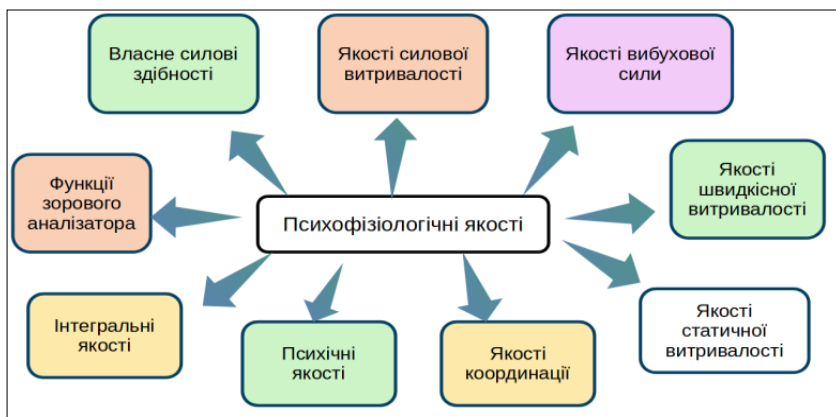 Власне силові
здібності
Якості силової
витривалості
Якості вибухової
сили
Функції
зорового
аналізатора
Психофізіологічні якості
Якості
швидкісної
витривалості
Інтегральні
якості
Психічні
якості
Якості
координації
Якості
статичної
витривалості